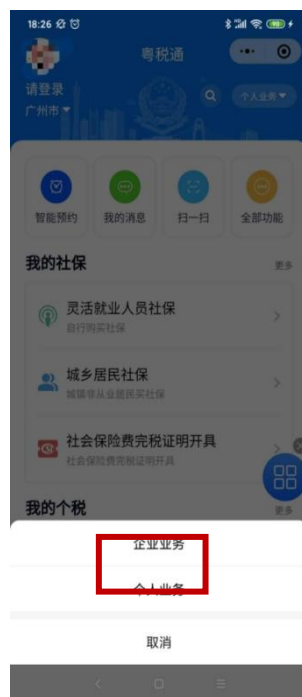 18:26
粤税通
请登录
广州市
个人业务
智能预约 我的消息 扫一扫 全部功能
我的社保 更多
灵活就业人员社保
自行购买社保
城乡居民社保
城镇非从业居民买社保
社会保险费完税证明开具
社会保险费完税证明开具
我的个税 更多
企业业务
个人业务
取消